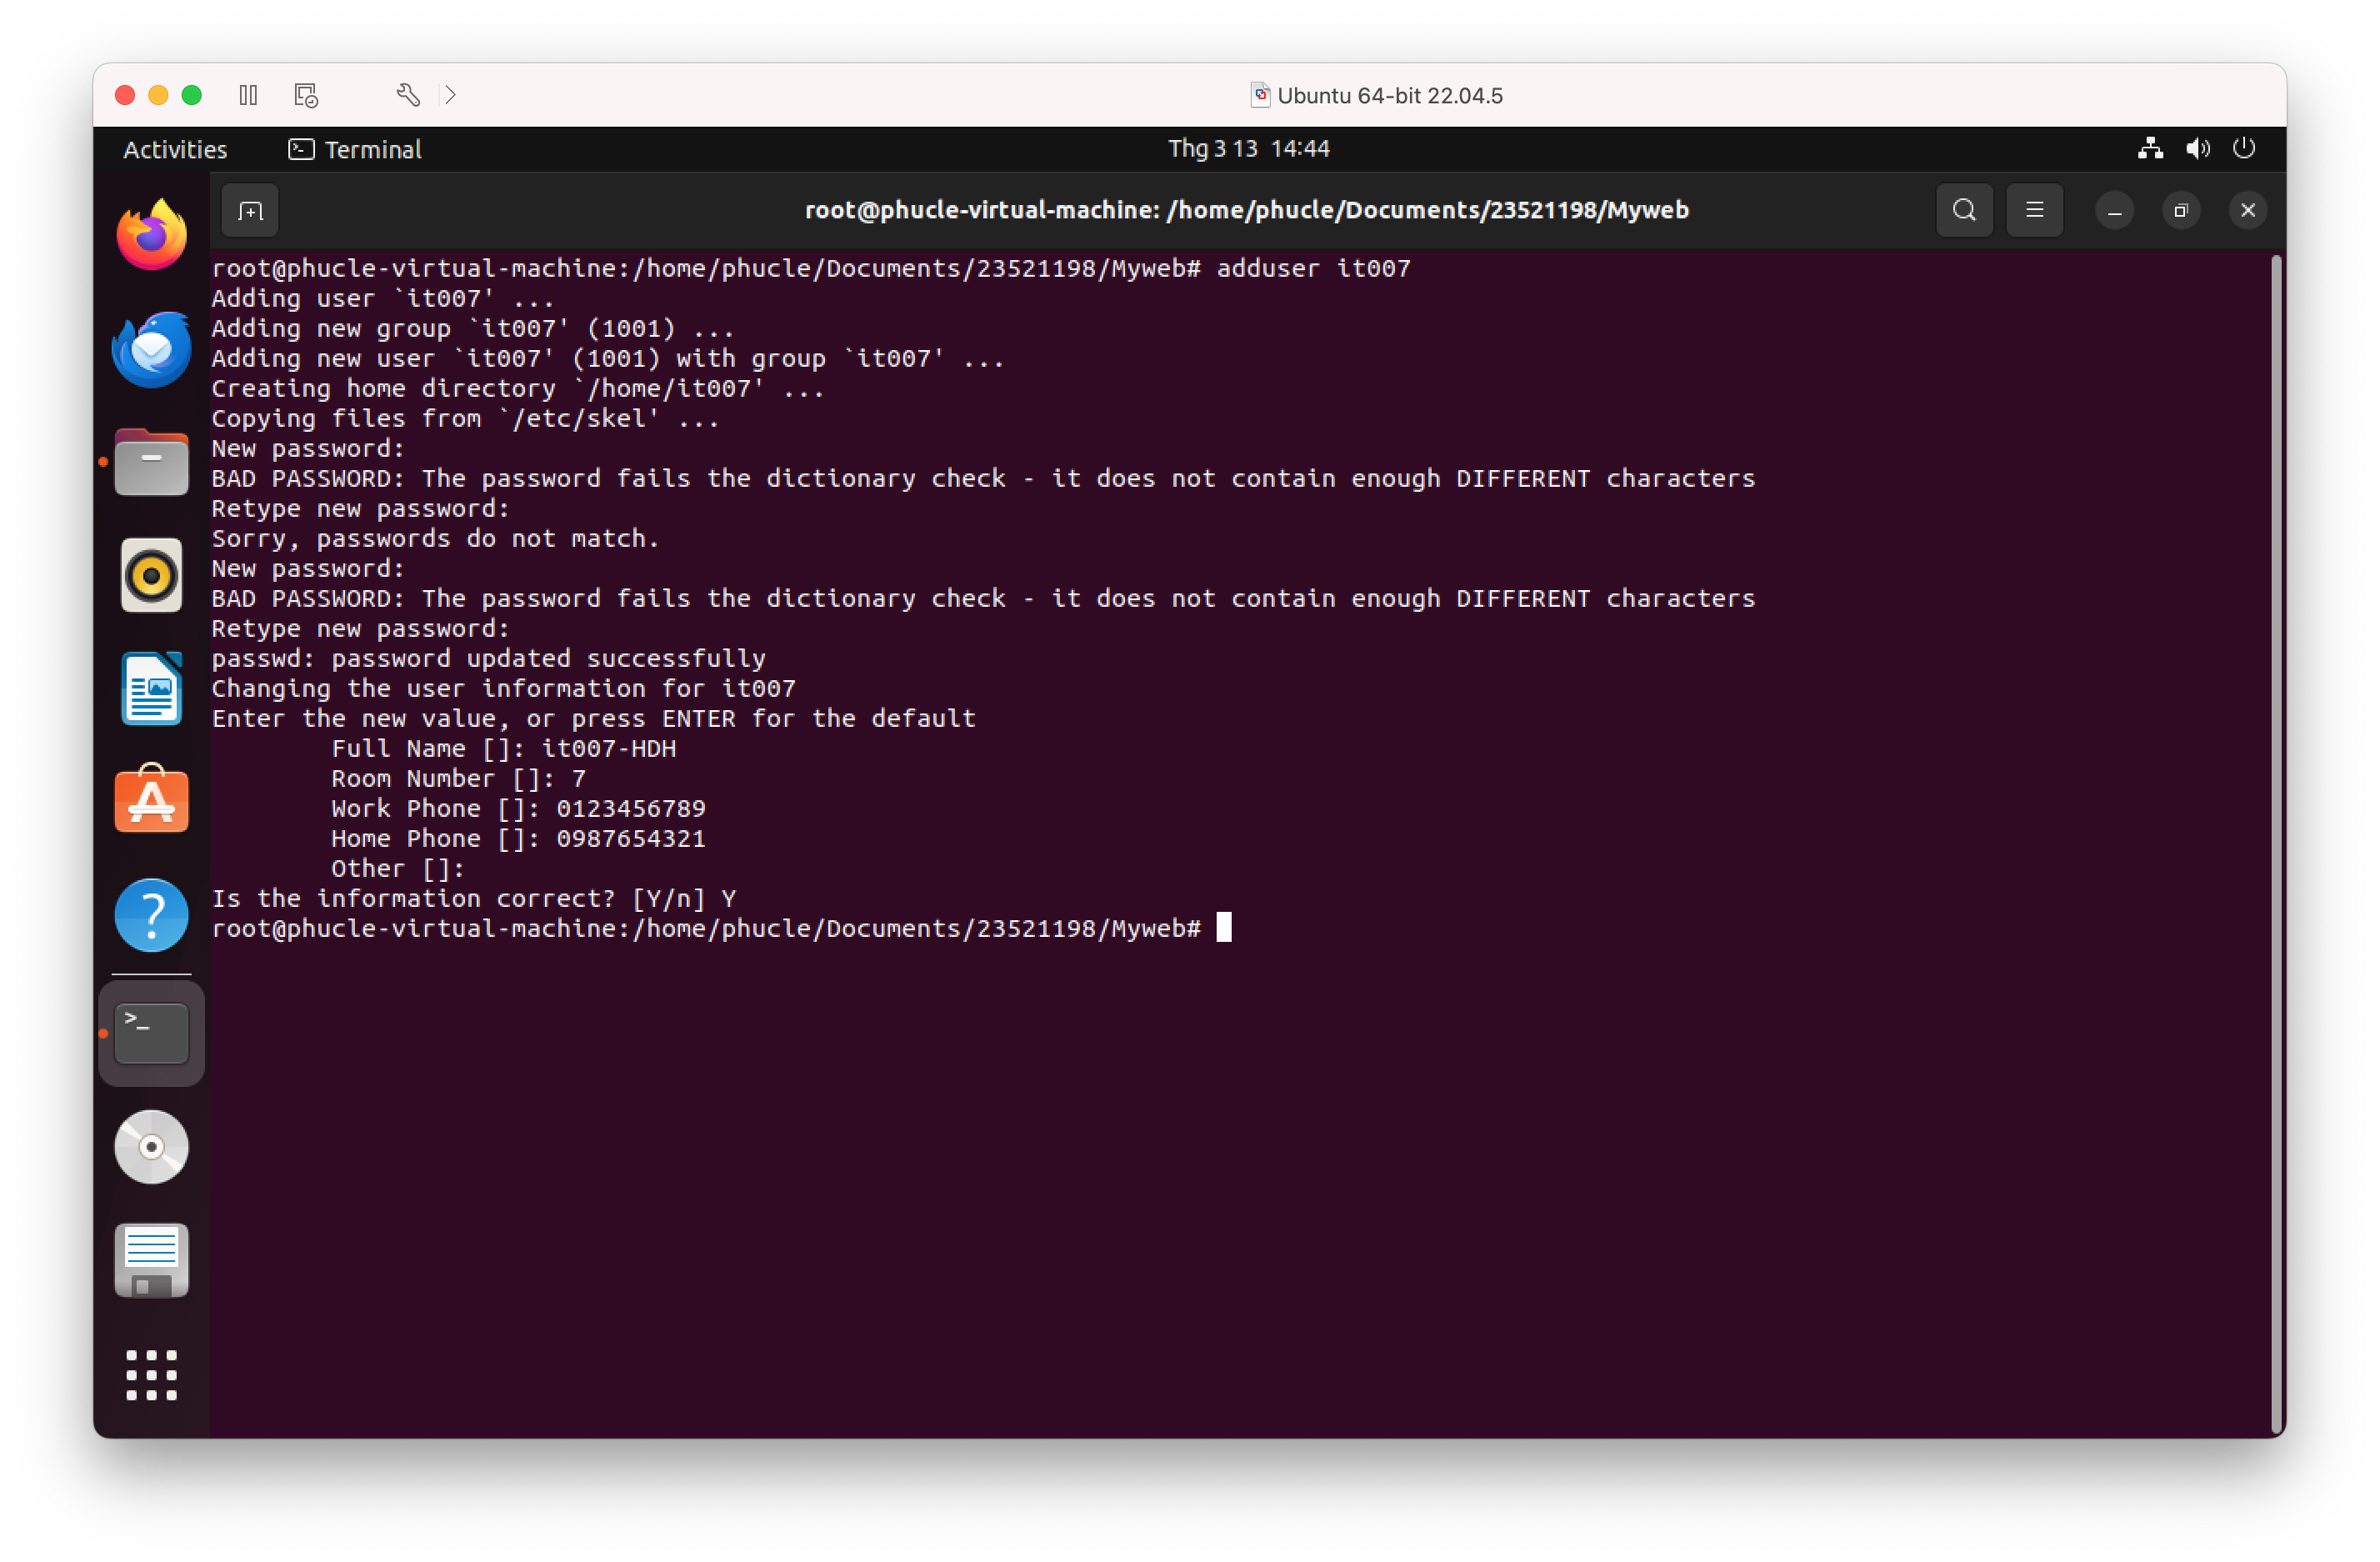 Ubuntu 64-bit 22.04.5
Activities Terminal Thg 3 13 14:44
root@phucle-virtual-machine: /home/phucle/Documents/23521198/Myweb
root@phucle-virtual-machine:/home/phucle/Documents/23521198/Myweb# adduser it007
Adding user `it007' ...
Adding new group `it007' (1001) ...
Adding new user `it007' (1001) with group `it007' ...
Creating home directory `/home/it007' ...
Copying files from `/etc/skel' ...
New password:
BAD PASSWORD: The password fails the dictionary check - it does not contain enough DIFFERENT characters
Retype new password:
Sorry, passwords do not match.
New password:
BAD PASSWORD: The password fails the dictionary check - it does not contain enough DIFFERENT characters
Retype new password:
passwd: password updated successfully
Changing the user information for it007
Enter the new value, or press ENTER for the default
Full Name []: it007-HDH
Room Number []: 7
Work Phone []: 0123456789
Home Phone []: 0987654321
Other []:
Is the information correct? [Y/n] Y
root@phucle-virtual-machine:/home/phucle/Documents/23521198/Myweb#